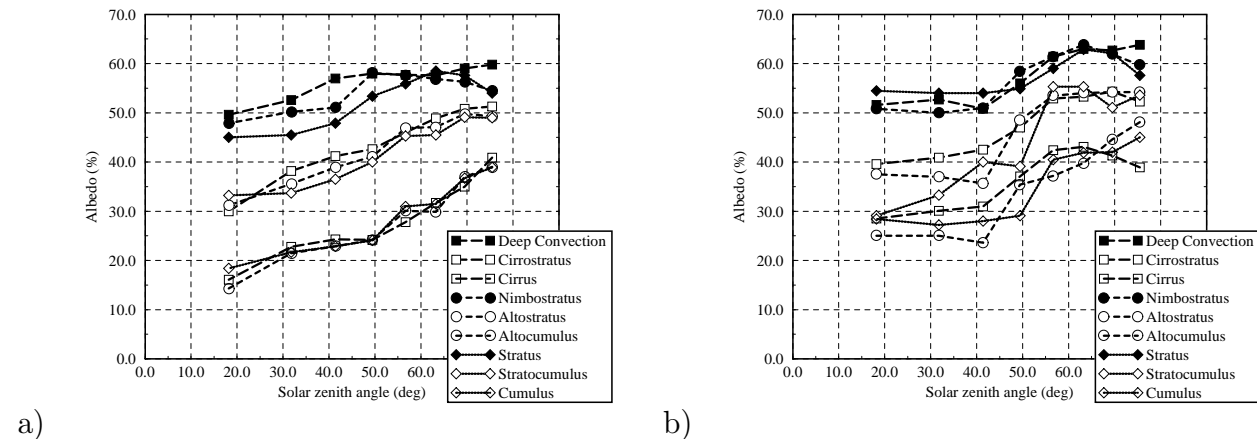 70.0
60.0
50.0
40.0
30.0
20.0
10.0
0.0
Albedo (%)
0.0 10.0 20.0 30.0 40.0 50.0 60.0
Solar zenith angle (deg)
Deep Convection
Cirrostratus
Cirrus
Nimbostratus
Altostratus
Altocumulus
Stratus
Stratocumulus
Cumulus
a)
70.0
60.0
50.0
40.0
30.0
20.0
10.0
0.0
Albedo (%)
0.0 10.0 20.0 30.0 40.0 50.0 60.0
Solar zenith angle (deg)
Deep Convection
Cirrostratus
Cirrus
Nimbostratus
Altostratus
Altocumulus
Stratus
Stratocumulus
Cumulus
b)